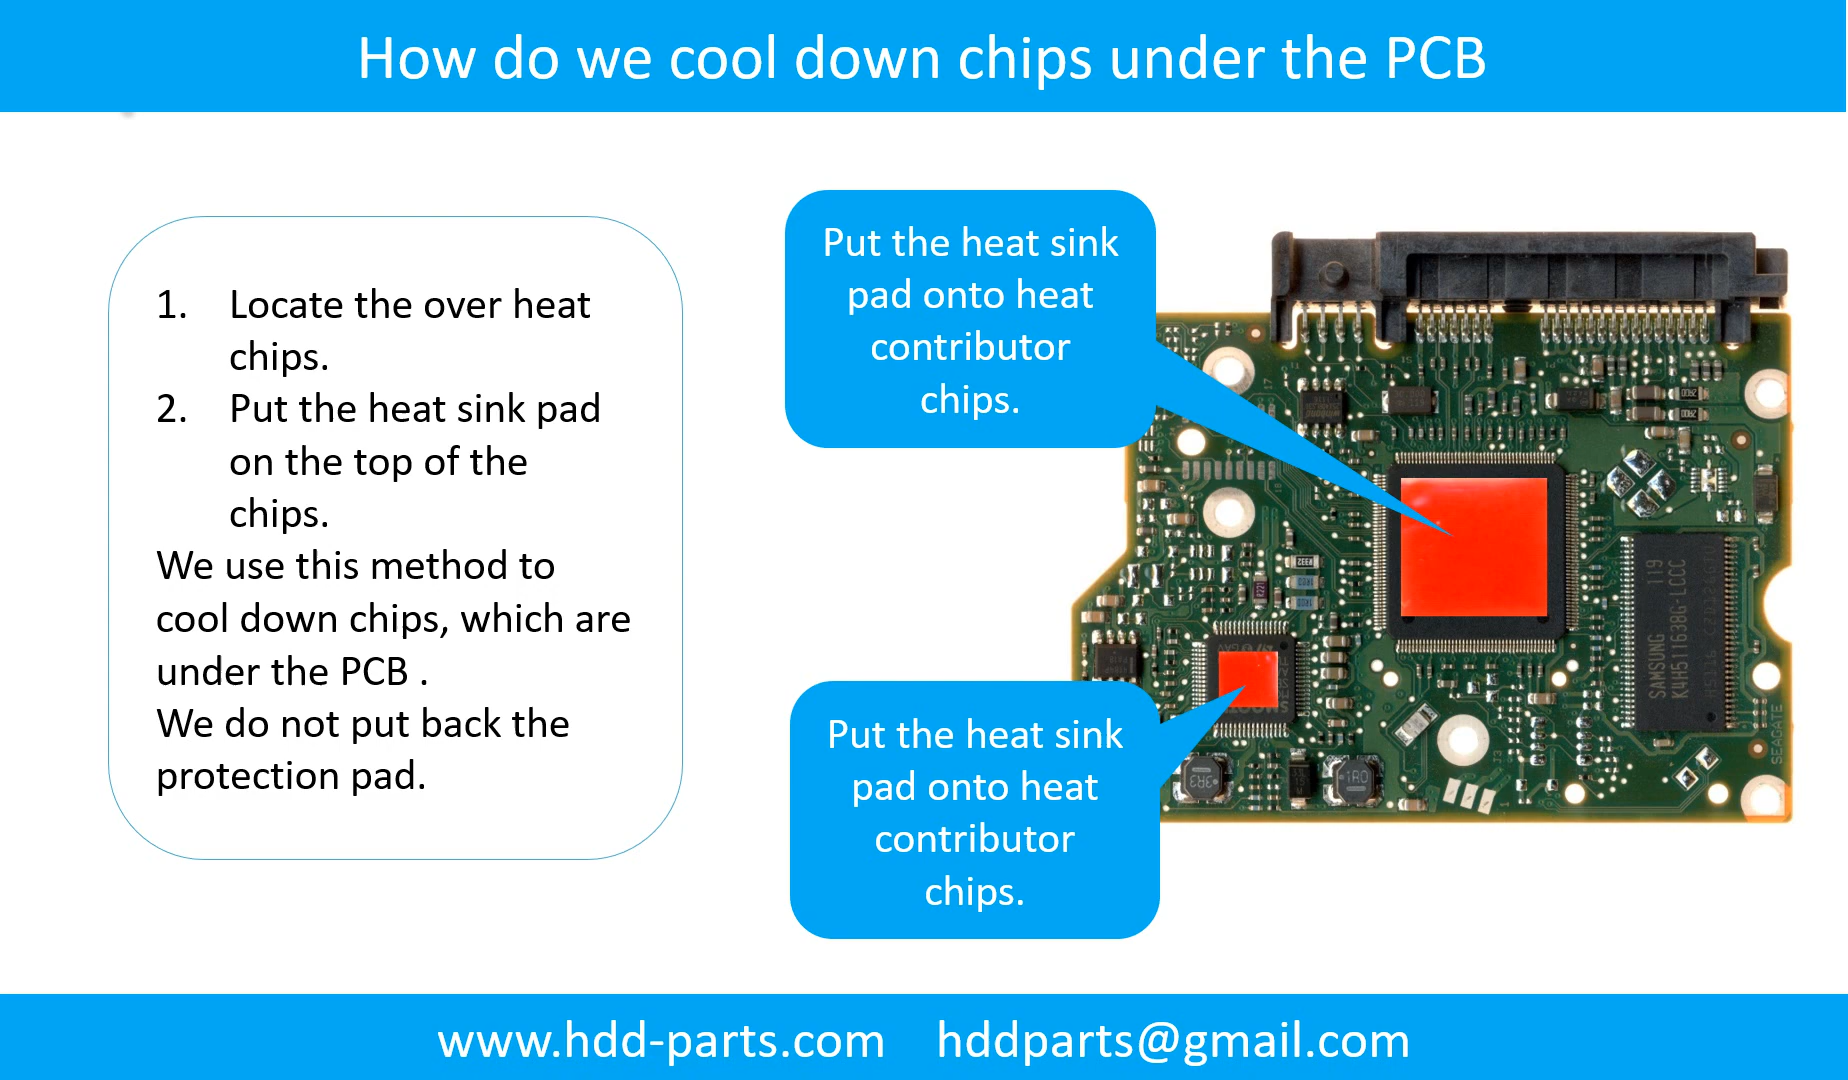 How do we cool down chips under the PCB
1. Locate the over heat
chips.
2. Put the heat sink pad
on the top of the
chips.
We use this method to
cool down chips, which are
under the PCB .
We do not put back the
protection pad.
Put the heat sink
pad onto heat
contributor
chips.
Put the heat sink
pad onto heat
contributor
chips.
SAMSUNG 119
K4H511638G-LCCC
SEAGATE
3R3
1R0
www.hdd-parts.com hddparts@gmail.com